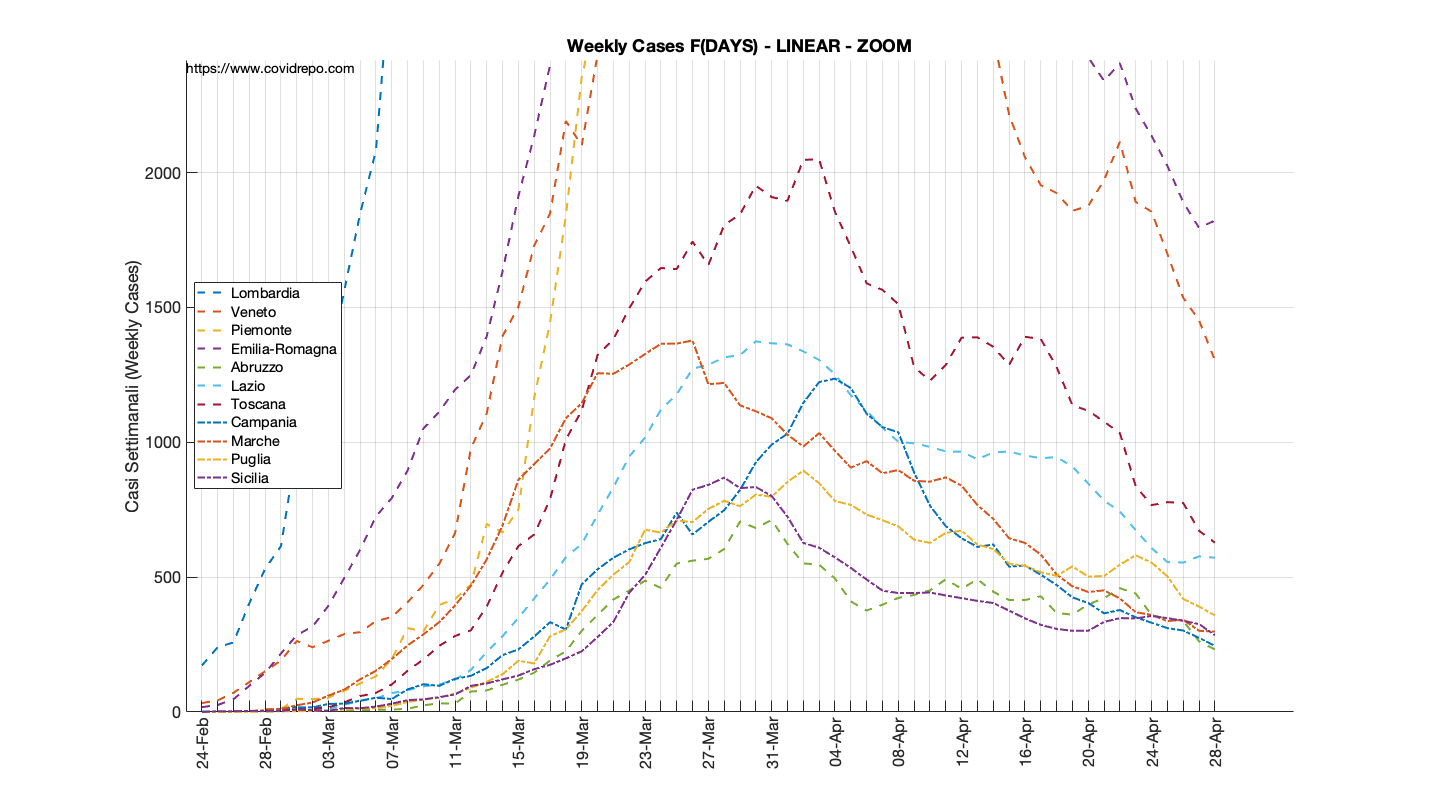 Weekly Cases F(DAYS) - LINEAR - ZOOM
https://www.covidrepo.com
Casi Settimanali (Weekly Cases)
2000
1500
1000
500
0
Lombardia
Veneto
Piemonte
Emilia-Romagna
Abruzzo
Lazio
Toscana
Campania
Marche
Puglia
Sicilia
24-Feb
28-Feb
03-Mar
07-Mar
11-Mar
15-Mar
19-Mar
23-Mar
27-Mar
31-Mar
04-Apr
08-Apr
12-Apr
16-Apr
20-Apr
24-Apr
28-Apr